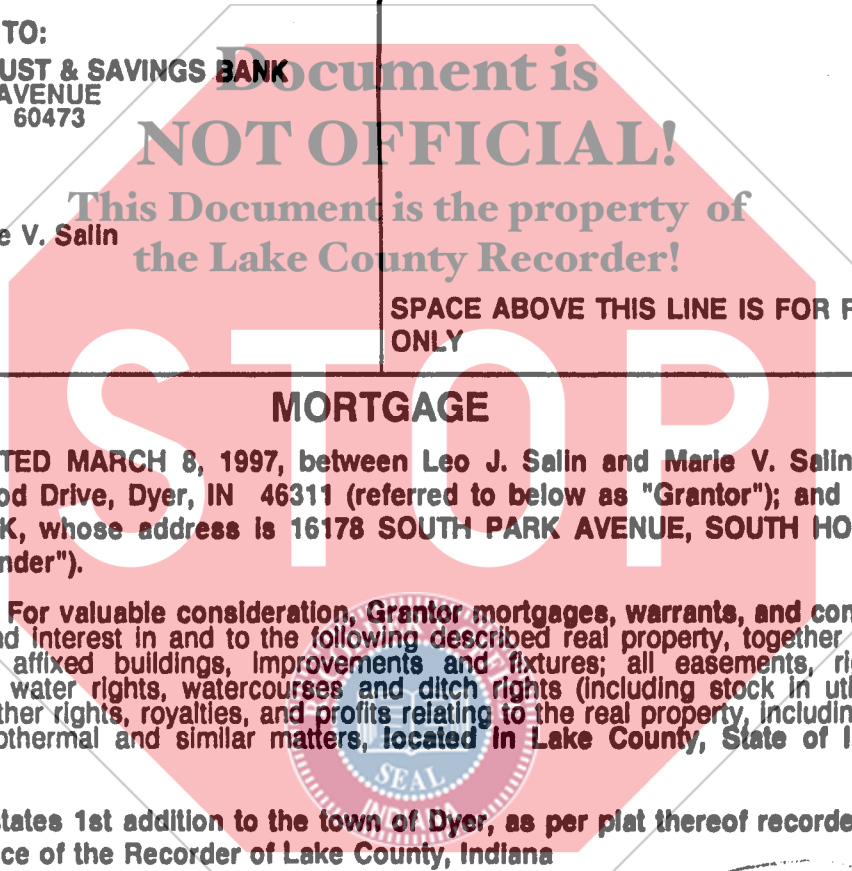 TO:
UST & SAVINGS BANK
AVENUE
60473
Document is
NOT OFFICIAL!
This Document is the property of
the Lake County Recorder!
e V. Salin
SPACE ABOVE THIS LINE IS FOR
ONLY
STOP
MORTGAGE
TED MARCH 8, 1997, between Leo J. Salin and Marie V. Salin
od Drive, Dyer, IN 46311 (referred to below as "Grantor"); and
K, whose address is 16178 SOUTH PARK AVENUE, SOUTH HO
nder").
For valuable consideration, Grantor mortgages, warrants, and con
nd interest in and to the following described real property, together
affixed buildings, improvements and fixtures; all easements, ri
water rights, watercourses and ditch rights (including stock in uti
ther rights, royalties, and profits relating to the real property, includin
othermal and similar matters, located in Lake County, State of I
SEAL
INDIANA
states 1st addition to the town of Dyer, as per plat thereof recorde
ce of the Recorder of Lake County, Indiana